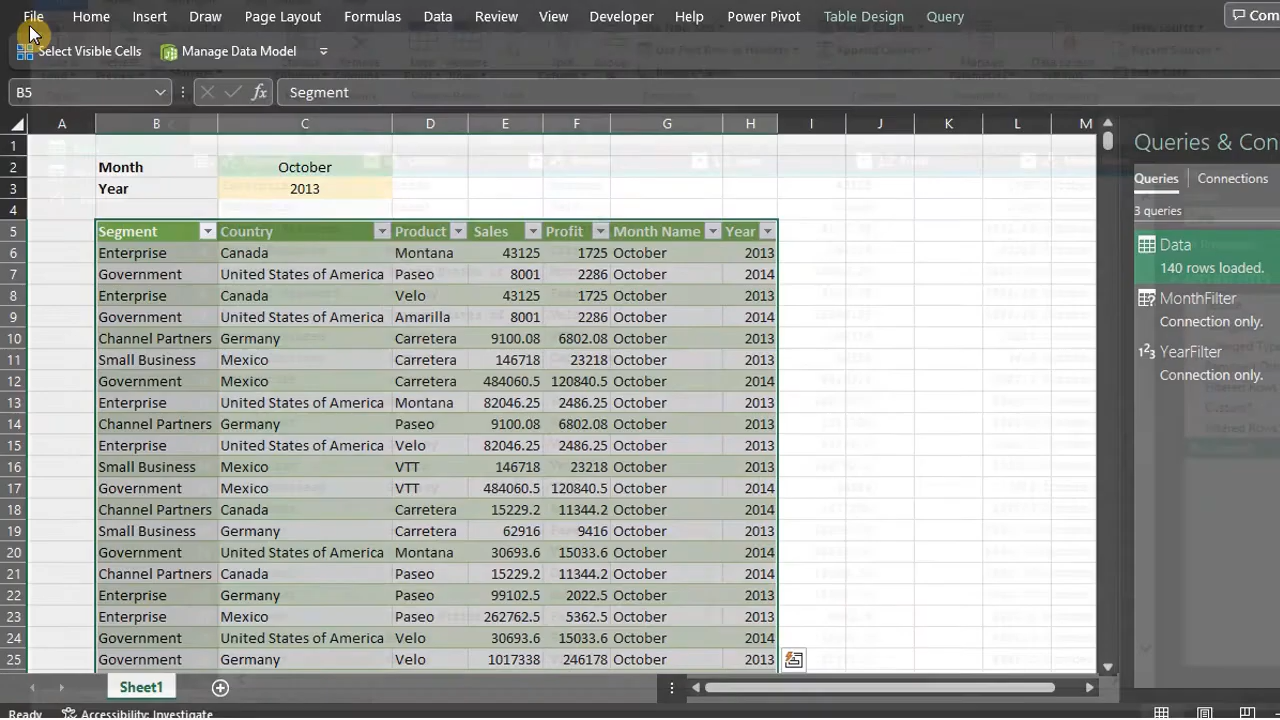 File Home Insert Draw Page Layout Formulas Data Review View Developer Help Power Pivot Table Design Query Com
Select Visible Cells Manage Data Model
B5 fx Segment
A B C D E F G H I J K L M
1
2 Month October
3 Year 2013
4
5 Segment Country Product Sales Profit Month Name Year
6 Enterprise Canada Montana 43125 1725 October 2013
7 Government United States of America Paseo 8001 2286 October 2014
8 Enterprise Canada Velo 43125 1725 October 2013
9 Government United States of America Amarilla 8001 2286 October 2014
10 Channel Partners Germany Carretera 9100.08 6802.08 October 2013
11 Small Business Mexico Carretera 146718 23218 October 2013
12 Government Mexico Carretera 484060.5 120840.5 October 2014
13 Enterprise United States of America Montana 82046.25 2486.25 October 2013
14 Channel Partners Germany Paseo 9100.08 6802.08 October 2013
15 Enterprise United States of America Velo 82046.25 2486.25 October 2013
16 Small Business Mexico VTT 146718 23218 October 2013
17 Government Mexico VTT 484060.5 120840.5 October 2014
18 Channel Partners Canada Velo 15229.2 11344.2 October 2014
19 Small Business Germany Carretera 62916 9416 October 2013
20 Government United States of America Montana 30693.6 15033.6 October 2014
21 Channel Partners Canada Paseo 15229.2 11344.2 October 2014
22 Enterprise Germany Paseo 99102.5 2022.5 October 2013
23 Enterprise Mexico Paseo 262762.5 5362.5 October 2013
24 Government United States of America Velo 30693.6 15033.6 October 2014
25 Government Germany Velo 1017338 246178 October 2013
Queries & Con
Queries Connections
3 queries
Data
140 rows loaded.
MonthFilter
Connection only.
YearFilter
Connection only.
Sheet1
Ready Accessibility: Investigate